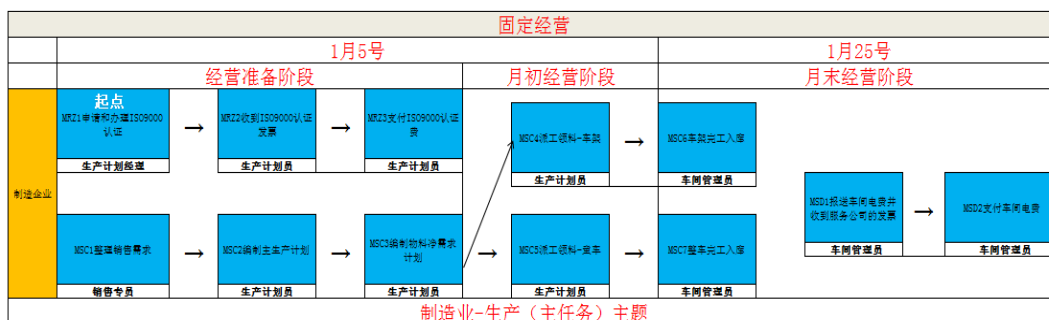 固定经营
1月5号
1月25号
经营准备阶段
月初经营阶段
月末经营阶段
制造企业
起点
MRZ1申请和办理ISO9000
认证
生产计划经理
MRZ2收到ISO9000认证
发票
生产计划员
MRZ3支付ISO9000认证
费
生产计划员
MSC4派工领料-车架
生产计划员
MSC6车架完工入库
车间管理员
MSD1报送车间电费并
收到服务公司的发票
车间管理员
MSD2支付车间电费
车间管理员
MSC1整理销售需求
销售专员
MSC2编制主生产计划
生产计划员
MSC3编制物料净需求
计划
生产计划员
MSC5派工领料-童车
生产计划员
MSC7整车完工入库
车间管理员
制造业-生产（主任务）主题